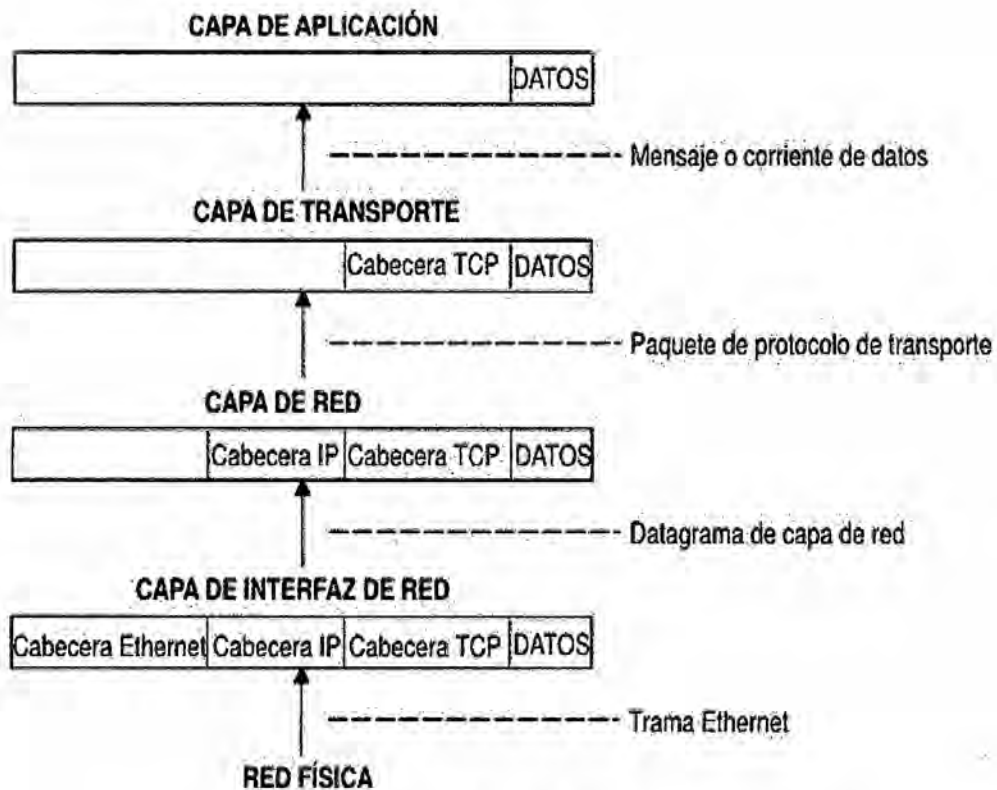 CAPA DE APLICACIÓN
DATOS
Mensaje o corriente de datos
CAPA DE TRANSPORTE
Cabecera TCP DATOS
Paquete de protocolo de transporte
CAPA DE RED
Cabecera IP Cabecera TCP DATOS
Datagrama de capa de red
CAPA DE INTERFAZ DE RED
Cabecera Ethernet Cabecera IP Cabecera TCP DATOS
Trama Ethernet
RED FÍSICA